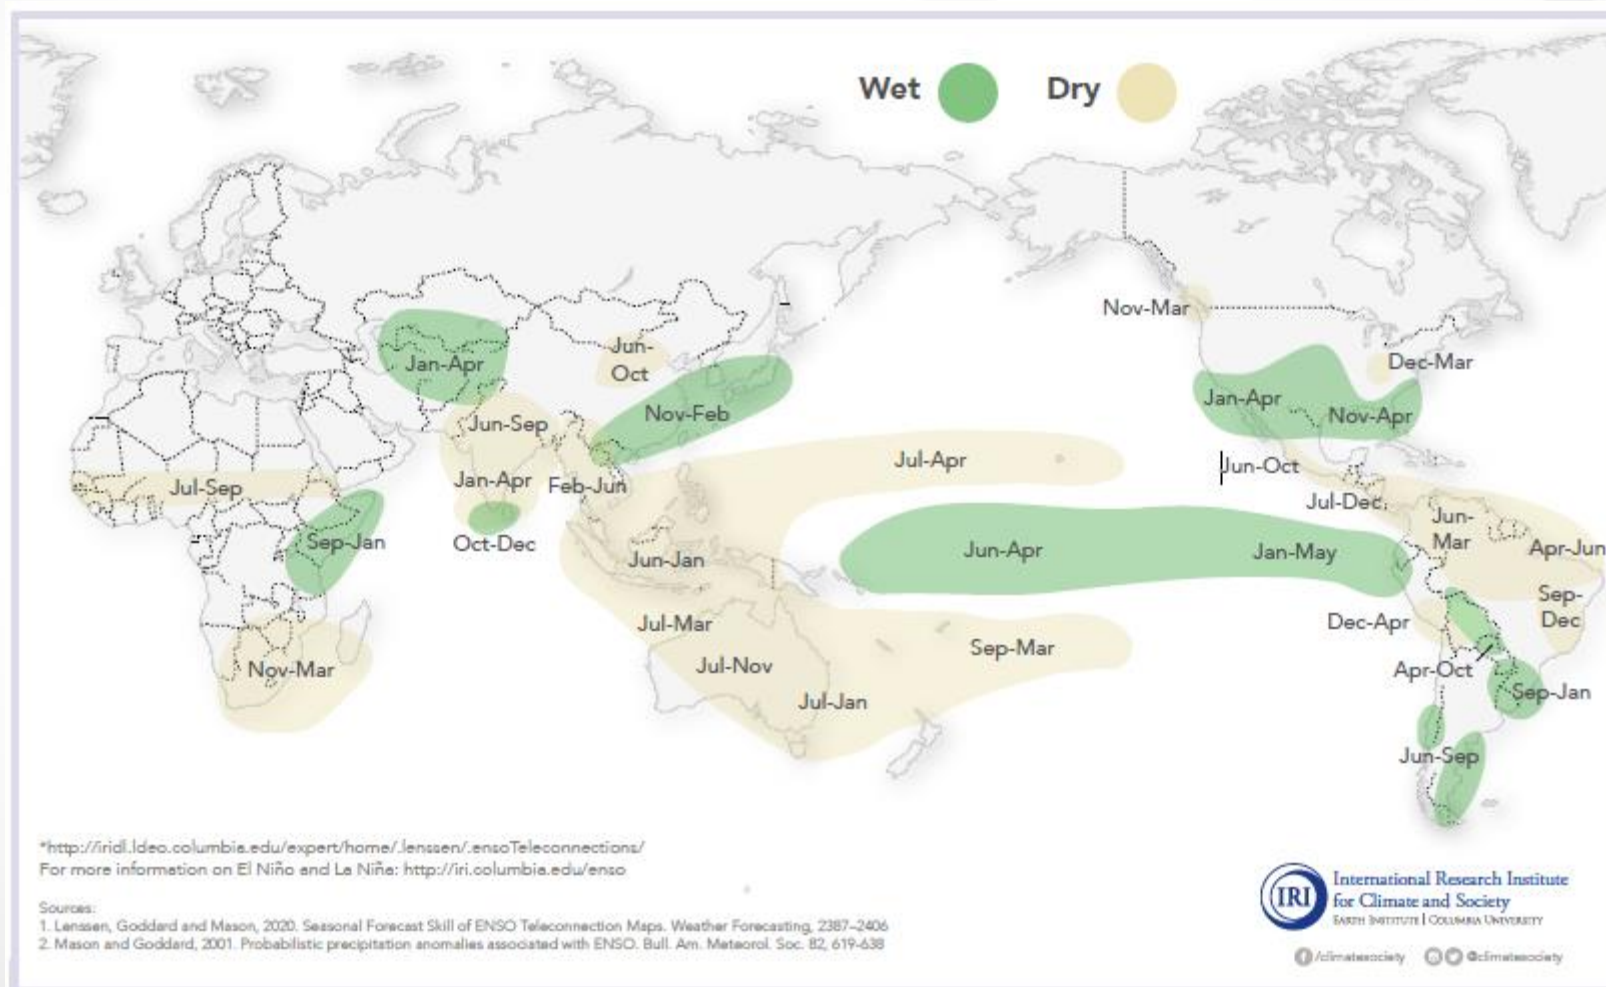 Wet
Dry
Nov-Mar
Jun-
Oct
Jan-Apr
Dec-Mar
Jan-Apr
Nov-Feb
Nov-Apr
Jun-Sep
Jul-Apr
Jun-Oct
Jul-Sep
Jan-Apr
Feb-Jun
Jul-Dec
Jun-
Mar
Sep-Jan
Oct-Dec
Jun-Jan
Jun-Apr
Jan-May
Apr-Jun
Sep-
Dec
Dec-Apr
Jul-Mar
Sep-Mar
Nov-Mar
Jul-Nov
Apr-Oct
Jul-Jan
Sep-Jan
Jun-Sep
*http://iridl.ldeo.columbia.edu/expert/home/.lenssen/.ensoTeleconnections/
For more information on El Niño and La Niña: http://iri.columbia.edu/enso
Sources:
1. Lenssen, Goddard and Mason, 2020. Seasonal Forecast Skill of ENSO Teleconnection Maps. Weather Forecasting, 2387–2406
2. Mason and Goddard, 2001. Probabilistic precipitation anomalies associated with ENSO. Bull. Am. Meteorol. Soc. 82, 619-638
IRI
International Research Institute
for Climate and Society
EARTH INSTITUTE | COLUMBIA UNIVERSITY
/climatesociety
@climatesociety